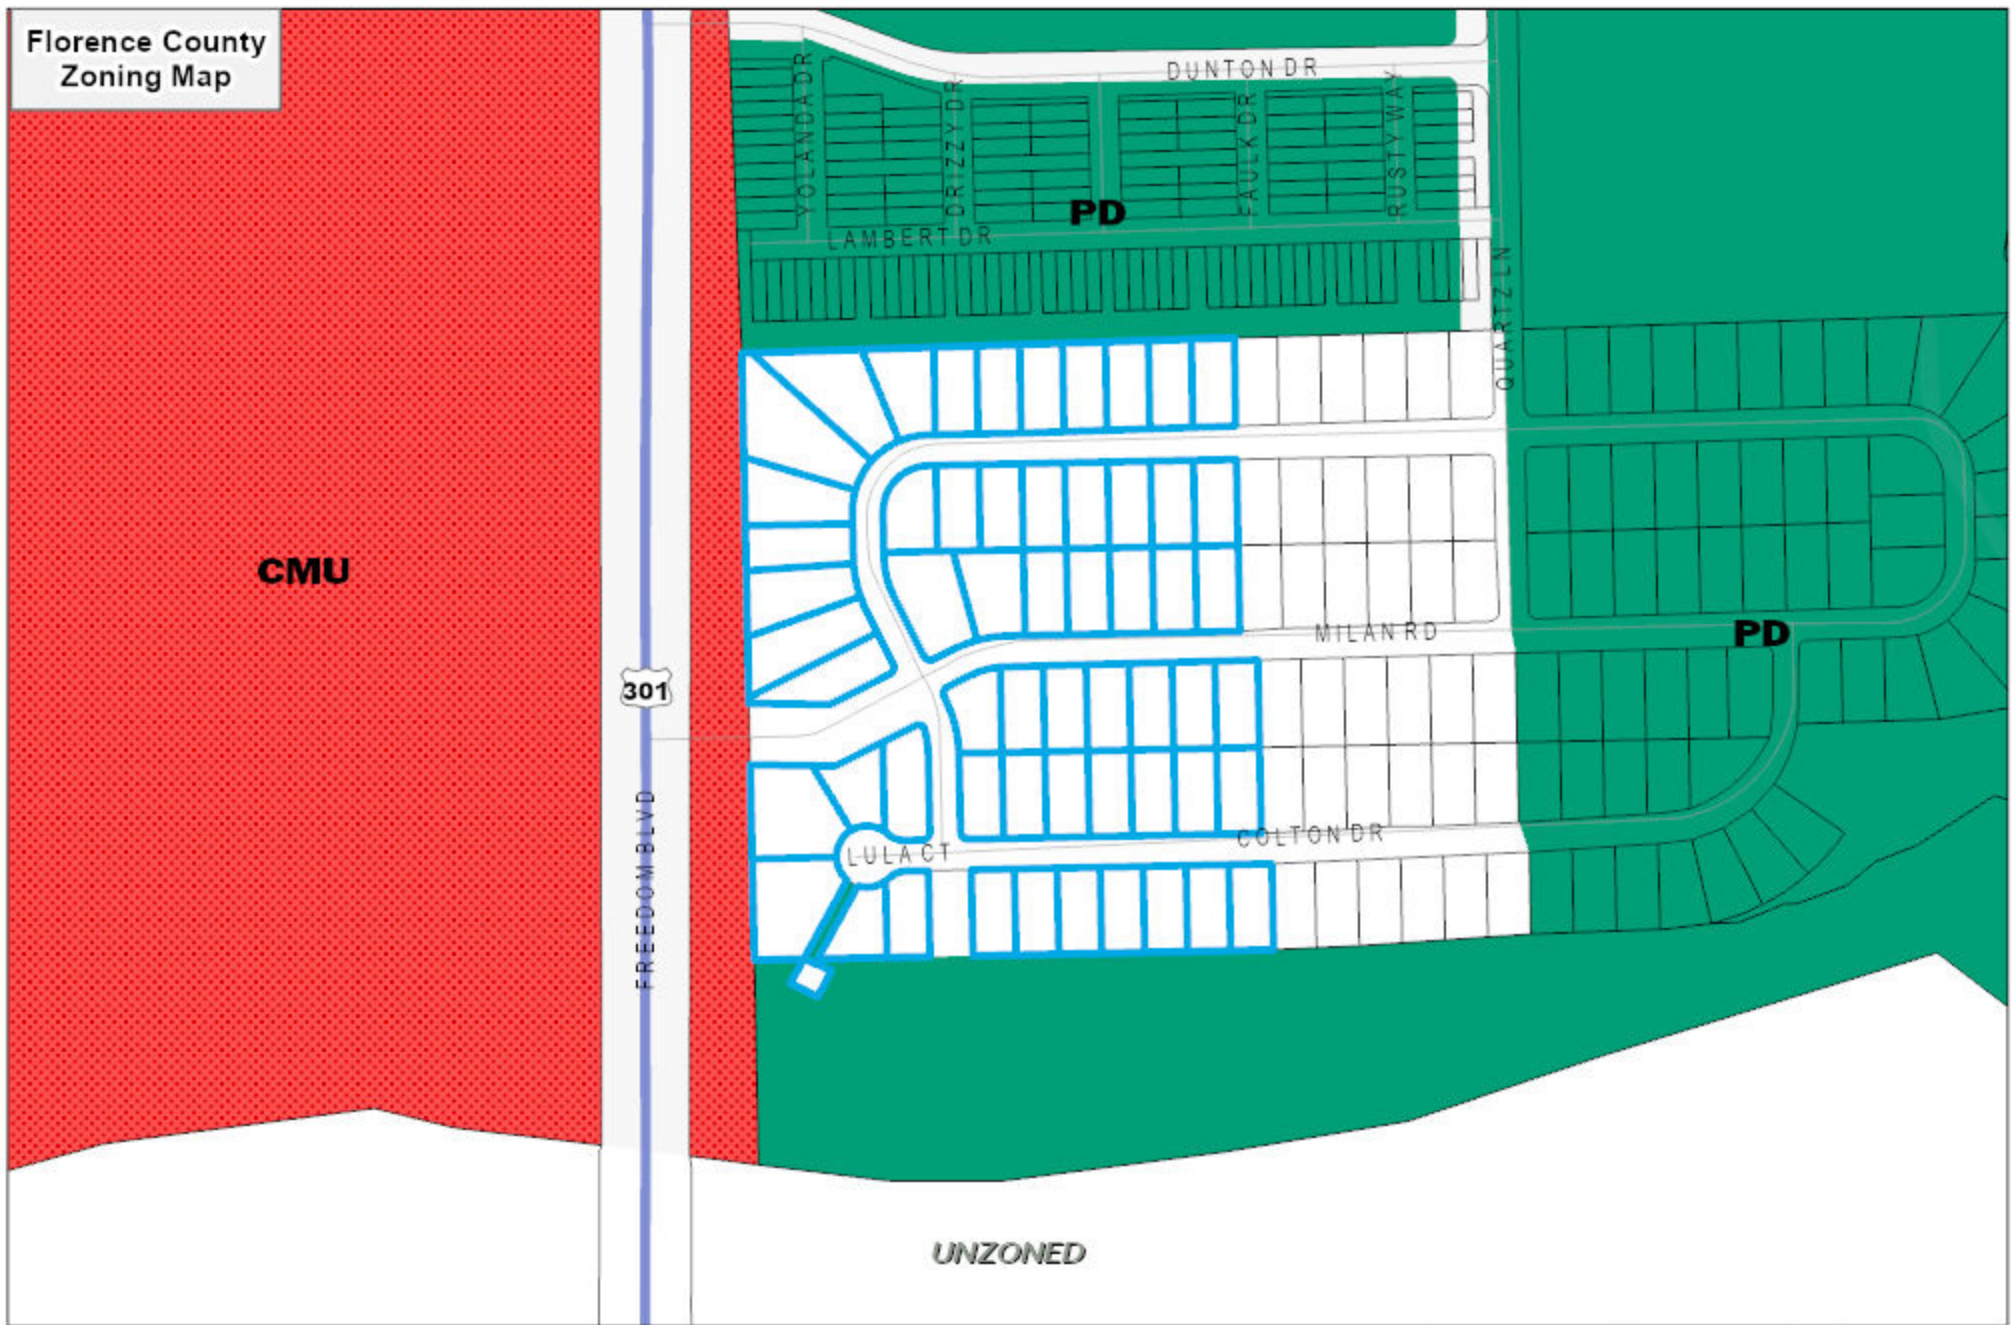 Florence County
Zoning Map
DUNTON DR
YOLANDA DR
DRIZZY DR
FAULK DR
RUSTY WAY
PD
LAMBERT DR
QUARTZ LN
CMU
MILAN RD
PD
301
FREEDOM BLVD
COLTON DR
LULA CT
UNZONED